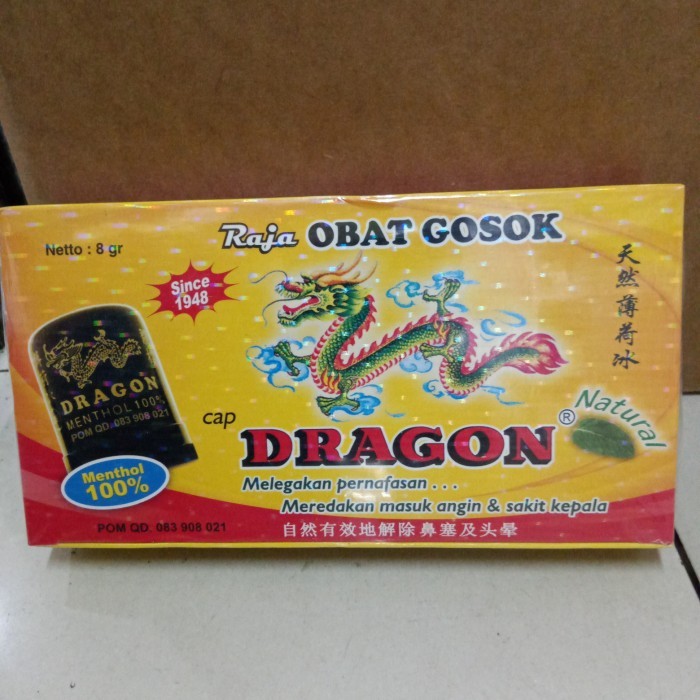 Netto : 8 gr
Raja OBAT GOSOK
Since
1948
天然薄荷冰
DRAGON
MENTHOL 100%
POM QD. 083 908 021
cap
DRAGON®
Natural
Menthol
100%
Melegakan pernafasan . . .
Meredakan masuk angin & sakit kepala
POM QD. 083 908 021
自然有效地解除鼻塞及头晕